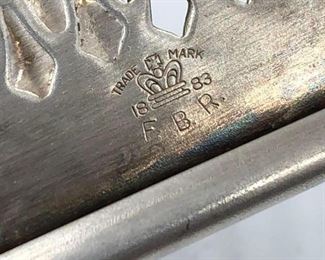 TRADE MARK
18 83
F. B. R.